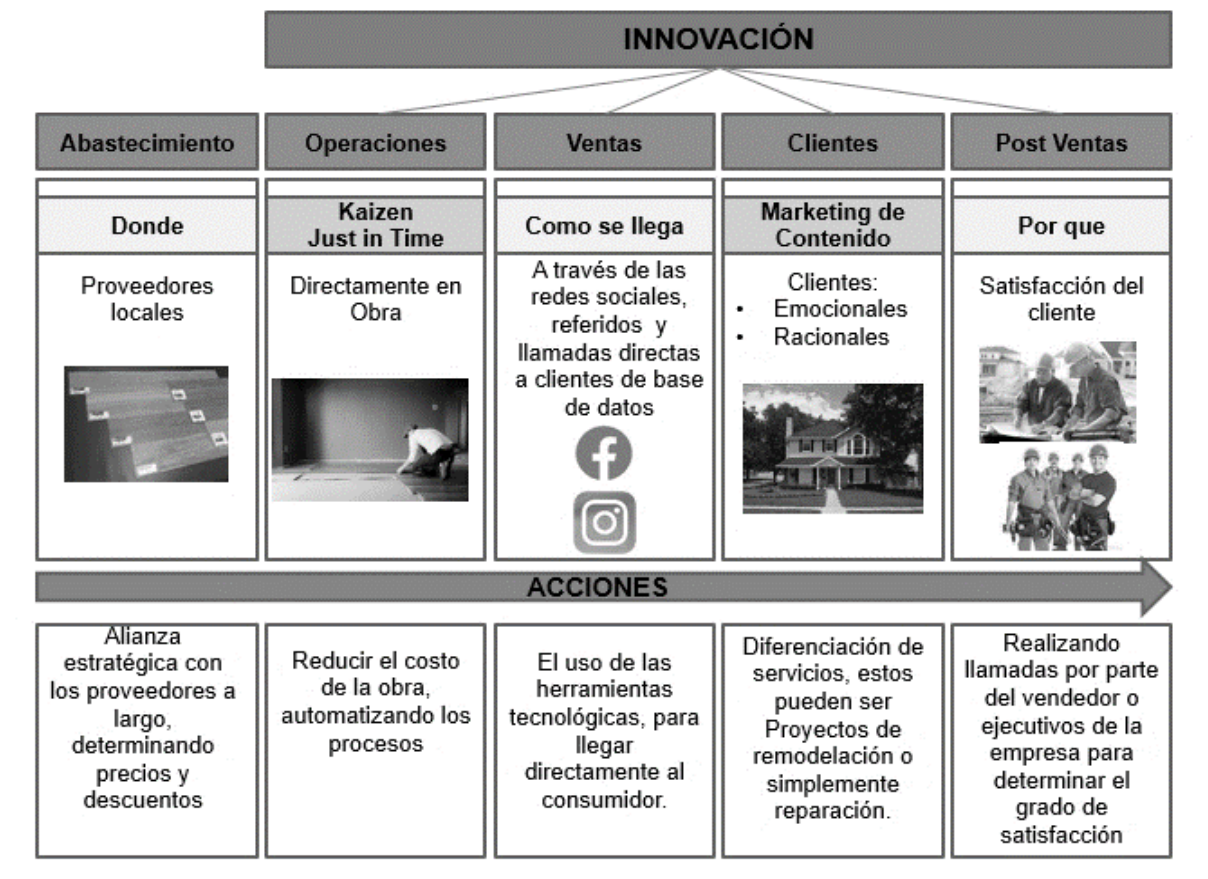 INNOVACIÓN
Abastecimiento
Operaciones
Ventas
Clientes
Post Ventas
Donde
Kaizen
Just in Time
Como se llega
Marketing de
Contenido
Por que
Proveedores
locales
Directamente en
Obra
A través de las
redes sociales,
referidos y
llamadas directas
a clientes de base
de datos
Clientes:
• Emocionales
• Racionales
Satisfacción del
cliente
ACCIONES
Alianza
estratégica con
los proveedores a
largo,
determinando
precios y
descuentos
Reducir el costo
de la obra,
automatizando los
procesos
El uso de las
herramientas
tecnológicas, para
llegar
directamente al
consumidor.
Diferenciación de
servicios, estos
pueden ser
Proyectos de
remodelación o
simplemente
reparación.
Realizando
llamadas por parte
del vendedor o
ejecutivos de la
empresa para
determinar el
grado de
satisfacción